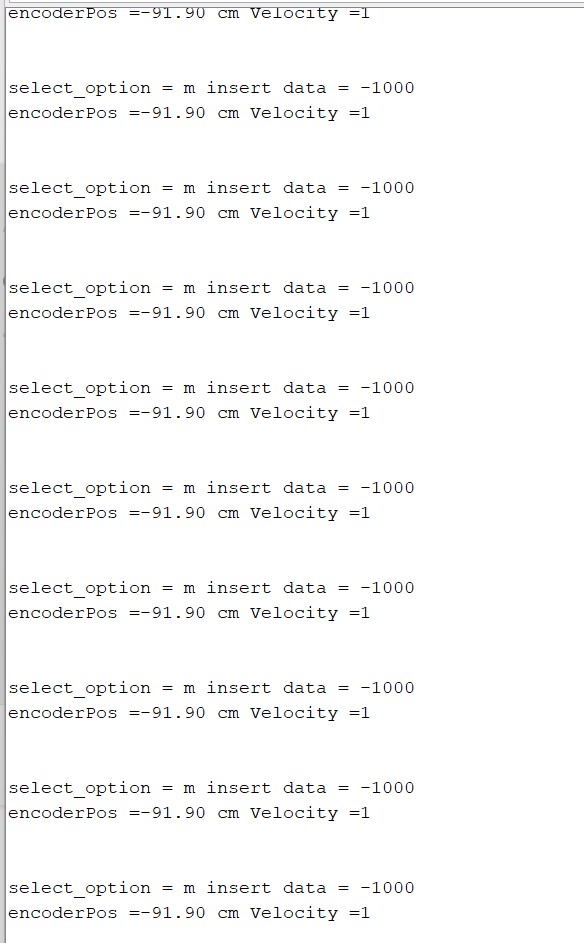 encoderPos =-91.90 cm Velocity =1
select_option = m insert data = -1000
encoderPos =-91.90 cm Velocity =1
select_option = m insert data = -1000
encoderPos =-91.90 cm Velocity =1
select_option = m insert data = -1000
encoderPos =-91.90 cm Velocity =1
select_option = m insert data = -1000
encoderPos =-91.90 cm Velocity =1
select_option = m insert data = -1000
encoderPos =-91.90 cm Velocity =1
select_option = m insert data = -1000
encoderPos =-91.90 cm Velocity =1
select_option = m insert data = -1000
encoderPos =-91.90 cm Velocity =1
select_option = m insert data = -1000
encoderPos =-91.90 cm Velocity =1
select_option = m insert data = -1000
encoderPos =-91.90 cm Velocity =1